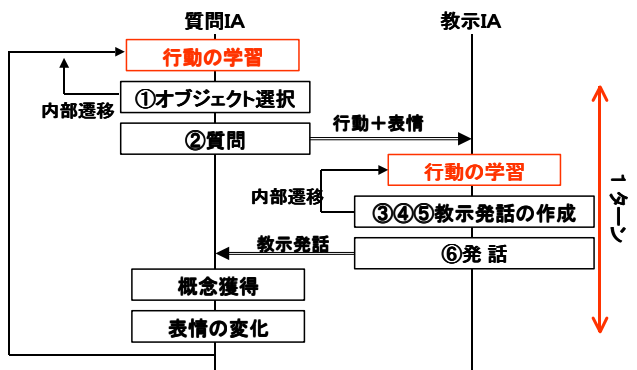 質問IA
教示IA
行動の学習
①オブジェクト選択
内部遷移
②質問
行動＋表情
行動の学習
内部遷移
③④⑤教示発話の作成
教示発話
⑥発 話
概念獲得
表情の変化
1ターン